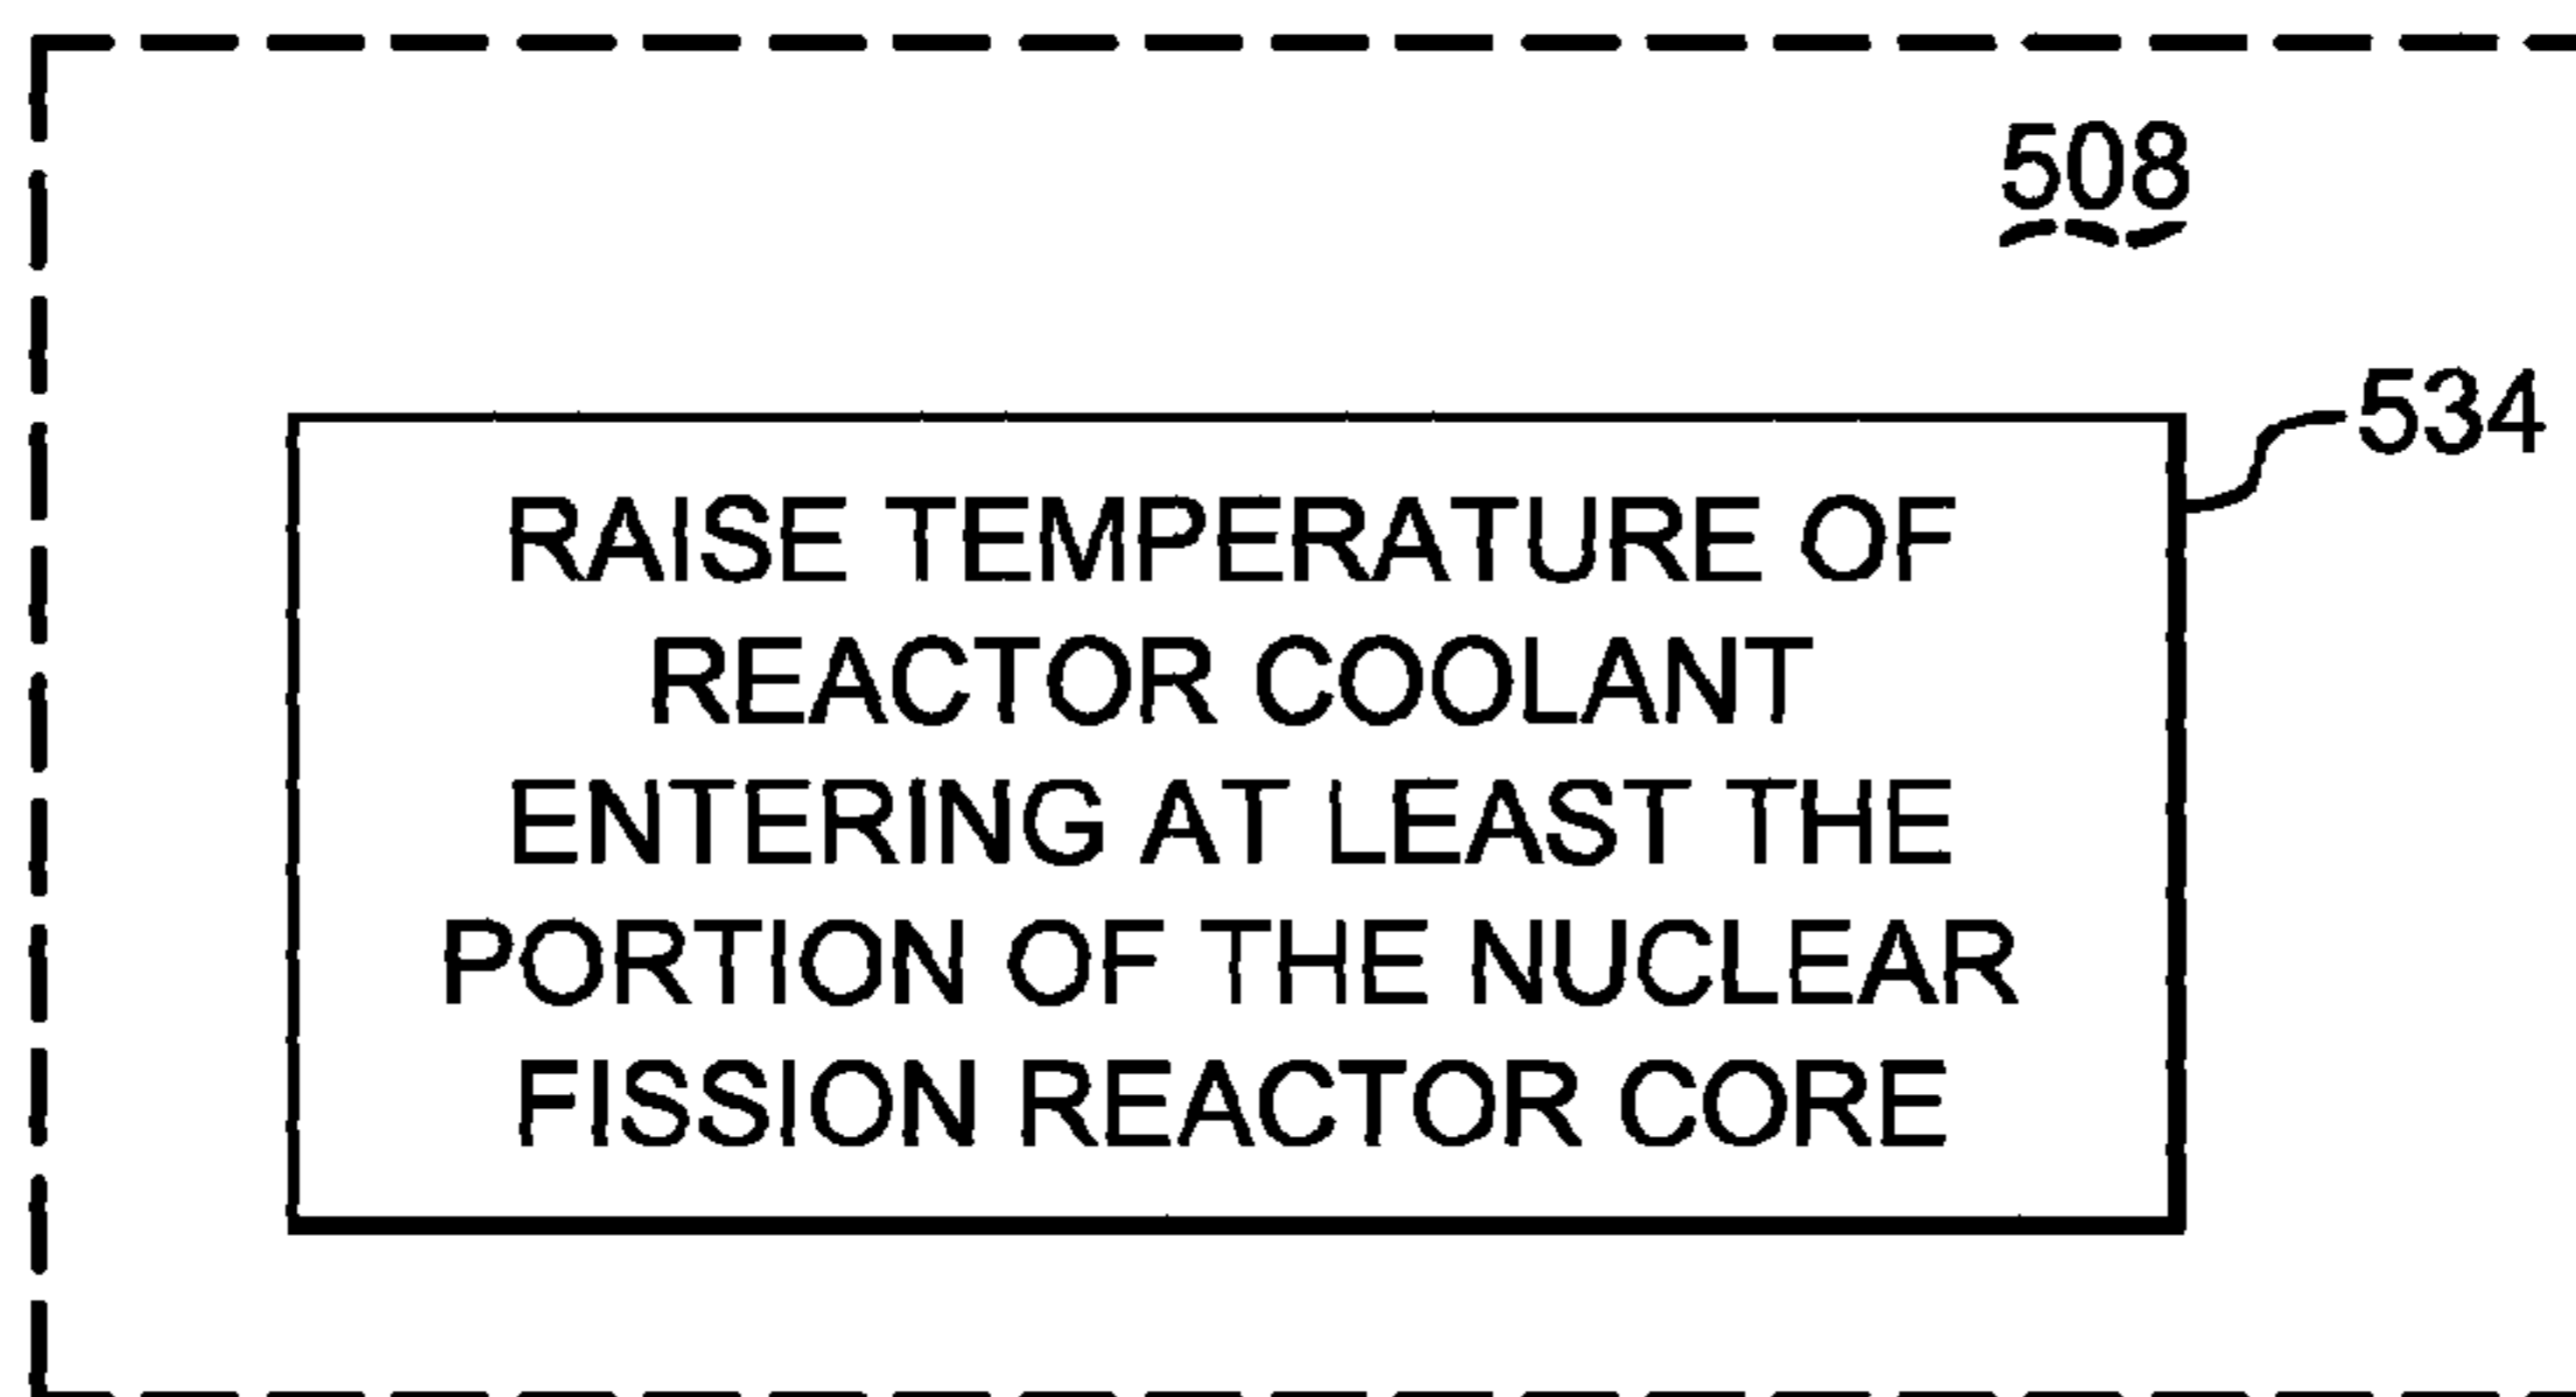 508
534
RAISE TEMPERATURE OF
REACTOR COOLANT
ENTERING AT LEAST THE
PORTION OF THE NUCLEAR
FISSION REACTOR CORE